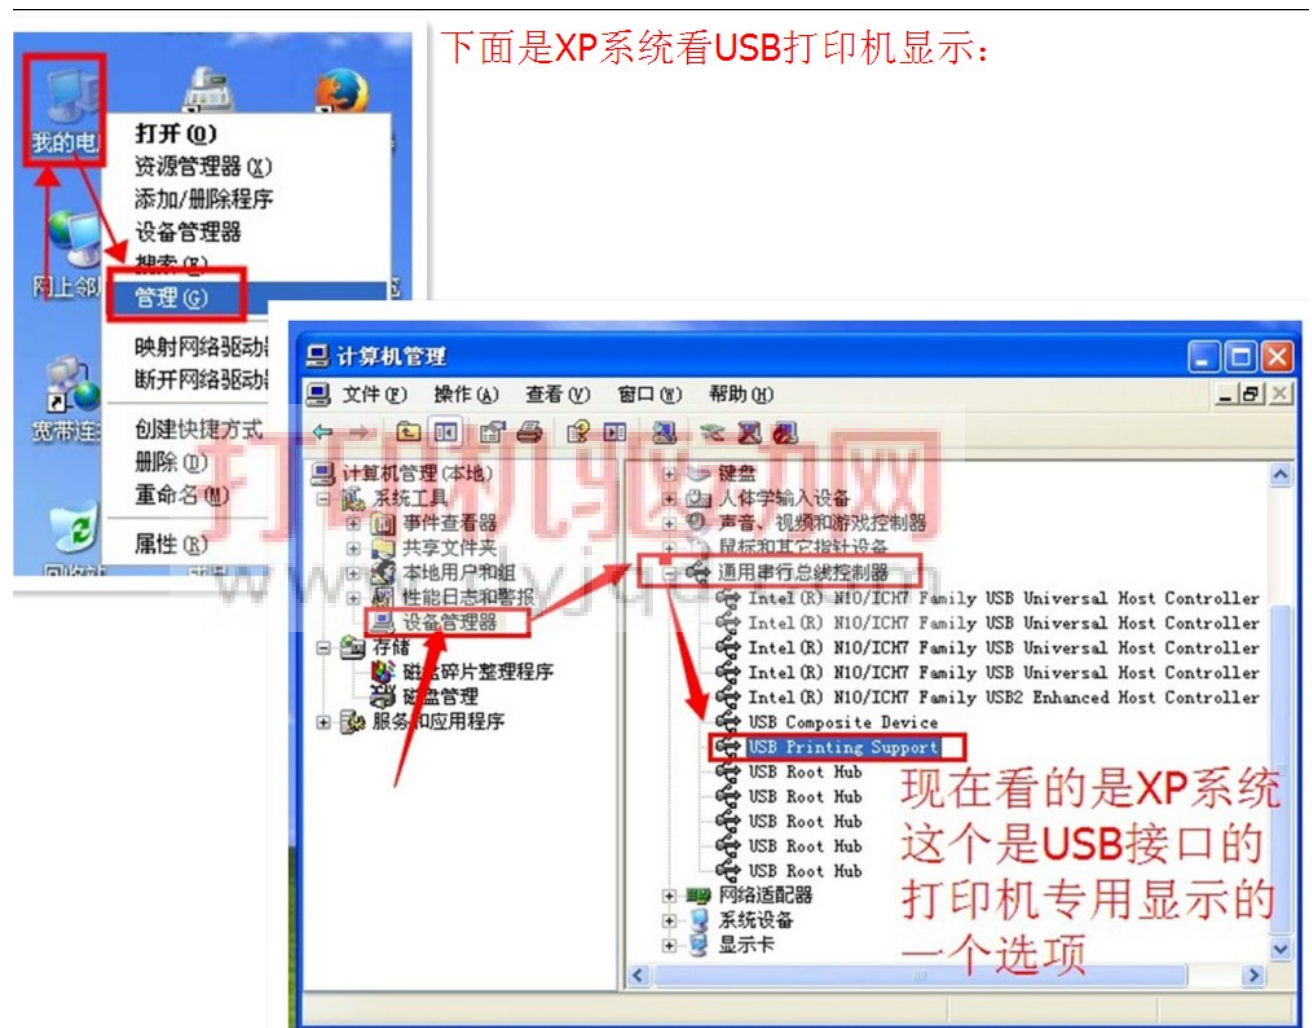 下面是XP系统看USB打印机显示：
我的电
打开(O)
资源管理器(X)
添加/删除程序
设备管理器
搜索(E)
管理(G)
网上邻
映射网络驱动
断开网络驱动
宽带连
创建快捷方式
删除(D)
重命名(M)
属性(R)
回收站
计算机管理
文件(F) 操作(A) 查看(V) 窗口(W) 帮助(H)
计算机管理(本地)
系统工具
事件查看器
共享文件夹
本地用户和组
性能日志和警报
设备管理器
存储
磁盘碎片整理程序
磁盘管理
服务和应用程序
键盘
人体学输入设备
声音、视频和游戏控制器
鼠标和其它指针设备
通用串行总线控制器
Intel(R) N10/ICH7 Family USB Universal Host Controller
Intel(R) N10/ICH7 Family USB Universal Host Controller
Intel(R) N10/ICH7 Family USB Universal Host Controller
Intel(R) N10/ICH7 Family USB Universal Host Controller
Intel(R) N10/ICH7 Family USB2 Enhanced Host Controller
USB Composite Device
USB Printing Support
USB Root Hub
USB Root Hub
USB Root Hub
USB Root Hub
USB Root Hub
网络适配器
系统设备
显示卡
现在看的是XP系统
这个是USB接口的
打印机专用显示的
一个选项
打印机驱动网